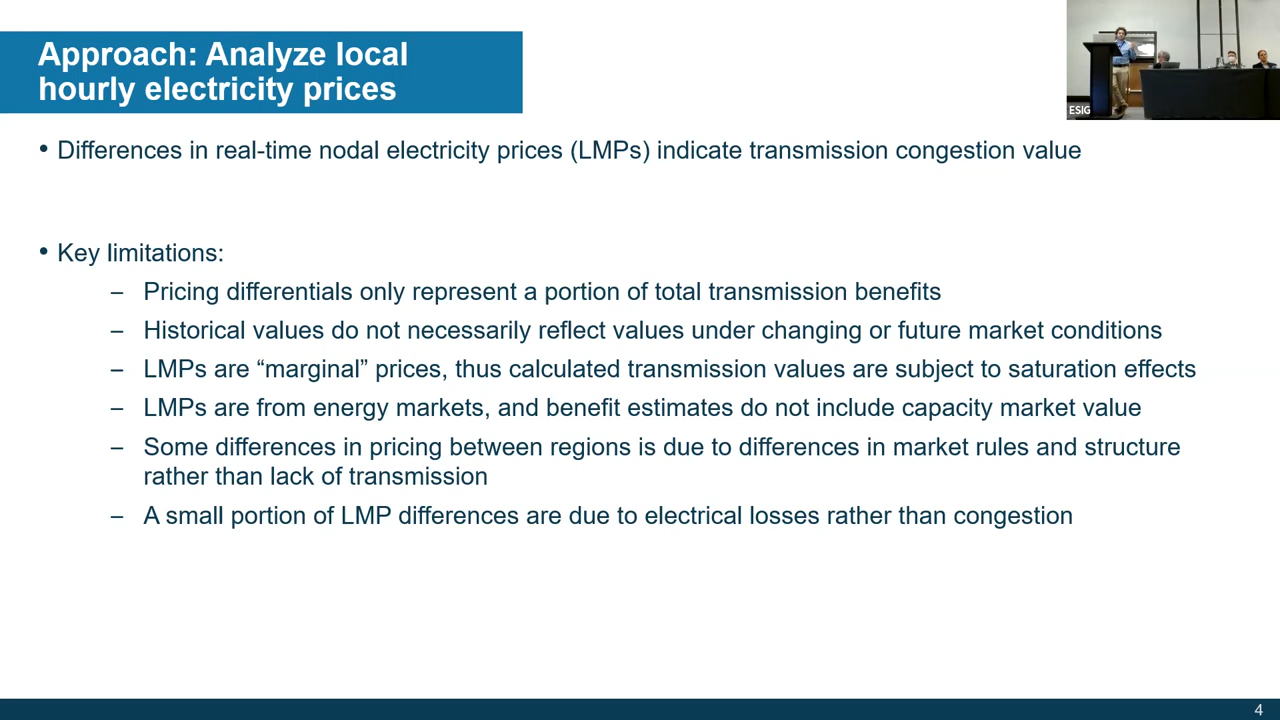 Approach: Analyze local
hourly electricity prices
ESIG
• Differences in real-time nodal electricity prices (LMPs) indicate transmission congestion value
• Key limitations:
– Pricing differentials only represent a portion of total transmission benefits
– Historical values do not necessarily reflect values under changing or future market conditions
– LMPs are “marginal” prices, thus calculated transmission values are subject to saturation effects
– LMPs are from energy markets, and benefit estimates do not include capacity market value
– Some differences in pricing between regions is due to differences in market rules and structure
rather than lack of transmission
– A small portion of LMP differences are due to electrical losses rather than congestion
4